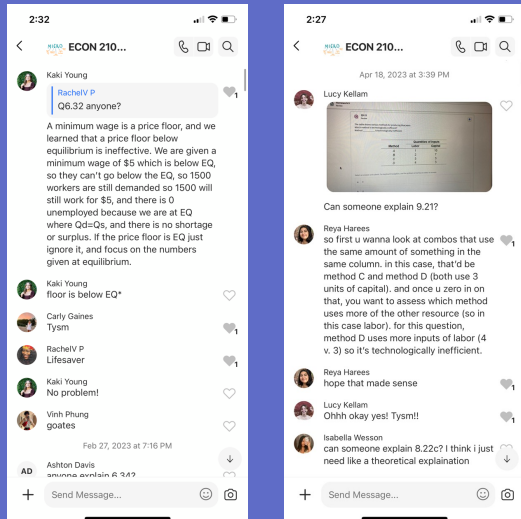 2:32
ECON 210...
Kaki Young
RachelV P
Q6.32 anyone?
1
A minimum wage is a price floor, and we
learned that a price floor below
equilibrium is ineffective. We are given a
minimum wage of $5 which is below EQ,
so they can't go below the EQ, so 1500
workers are still demanded so 1500 will
still work for $5, and there is 0
unemployed because we are at EQ
where Qd=Qs, and there is no shortage
or surplus. If the price floor is EQ just
ignore it, and focus on the numbers
given at equilibrium.
Kaki Young
floor is below EQ*
Carly Gaines
Tysm
1
RachelV P
Lifesaver
1
Kaki Young
No problem!
Vinh Phung
goates
Feb 27, 2023 at 7:16 PM
AD
Ashton Davis
anyone explain 6.34?
Send Message...
2:27
ECON 210...
Apr 18, 2023 at 3:39 PM
Lucy Kellam
Method
Labor
Capital
Can someone explain 9.21?
Reya Harees
so first u wanna look at combos that use
1
the same amount of something in the
same column. in this case, that'd be
method C and method D (both use 3
units of capital). and once u zero in on
that, you want to assess which method
uses more of the other resource (so in
this case labor). for this question,
method D uses more inputs of labor (4
v. 3) so it's technologically inefficient.
Reya Harees
hope that made sense
1
Lucy Kellam
Ohhh okay yes! Tysm!!
1
Isabella Wesson
can someone explain 8.22c? I think i just
need like a theoretical explaination
Send Message...